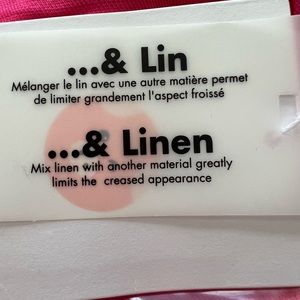 ...& Lin
Mélanger le lin avec une autre matière permet
de limiter grandement l'aspect froissé
...& Linen
Mix linen with another material greatly
limits the creased appearance